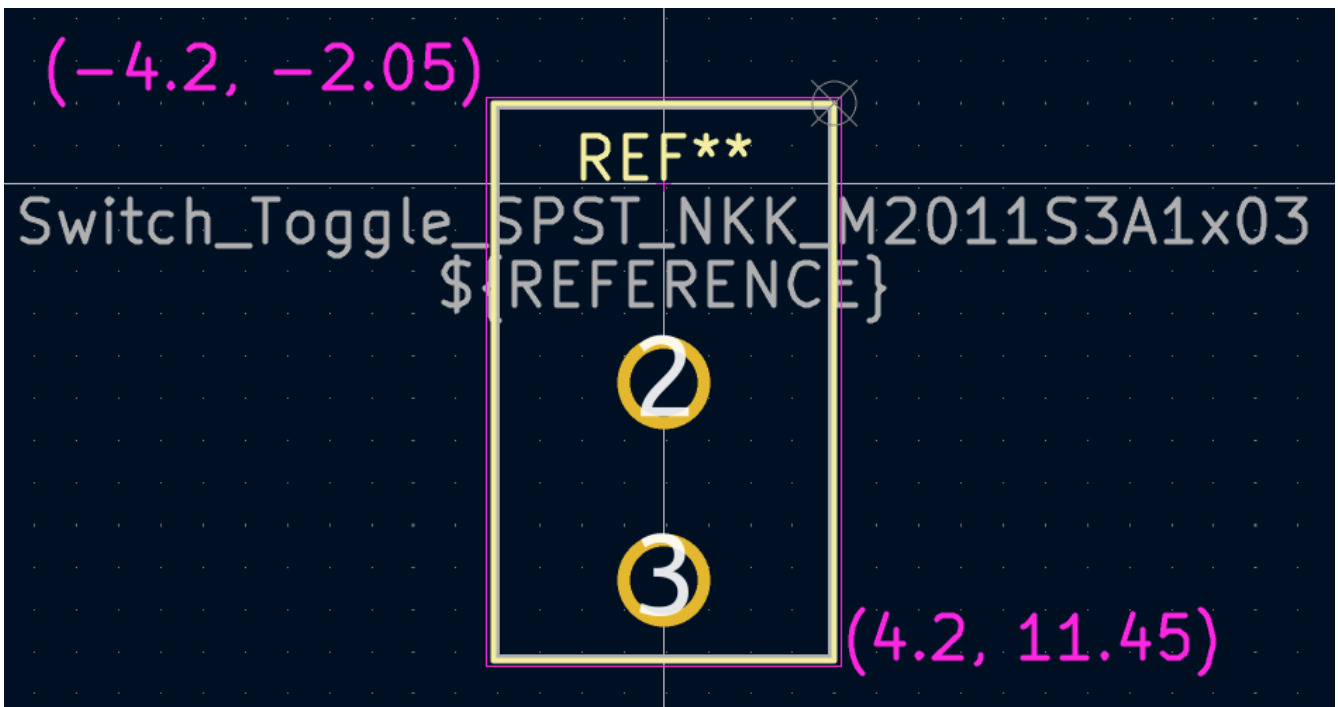 (-4.2, -2.05)
REF**
Switch_Toggle_SPST_NKK_M2011S3A1x03
${REFERENCE}
2
3
(4.2, 11.45)